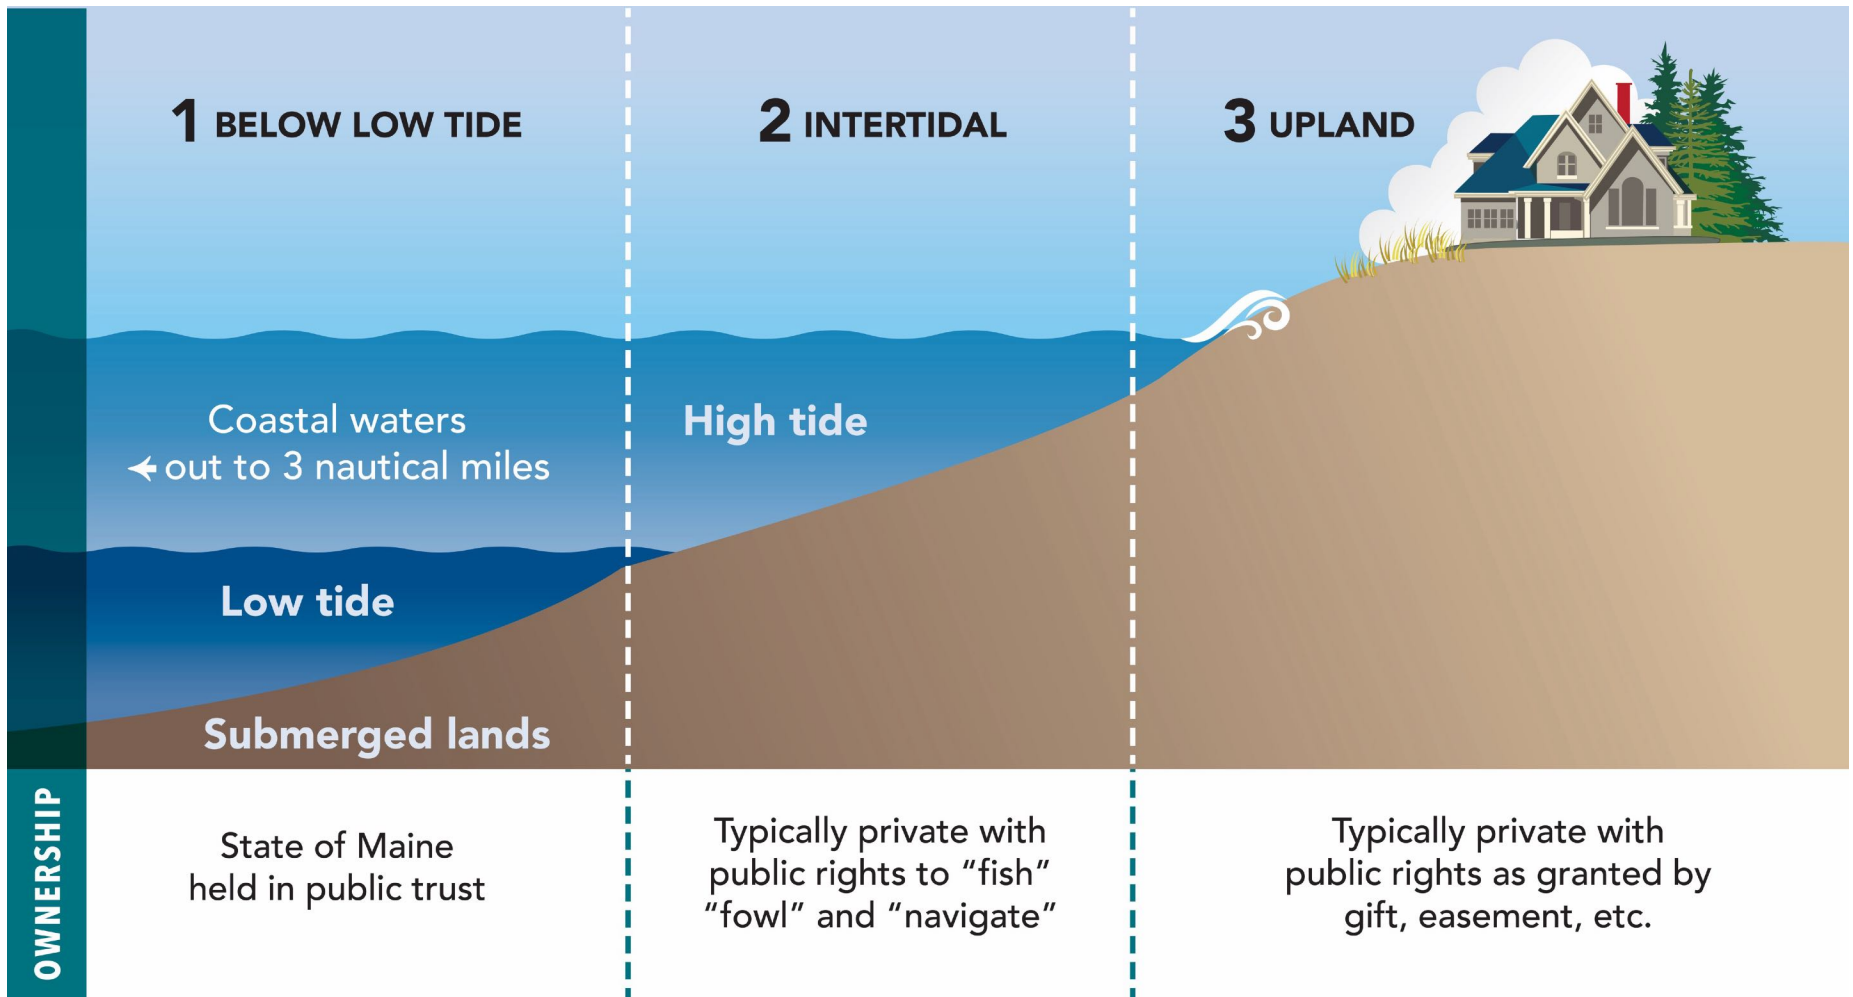 1 BELOW LOW TIDE
2 INTERTIDAL
3 UPLAND
Coastal waters
out to 3 nautical miles
High tide
Low tide
Submerged lands
OWNERSHIP
State of Maine
held in public trust
Typically private with
public rights to “fish”
“fowl” and “navigate”
Typically private with
public rights as granted by
gift, easement, etc.